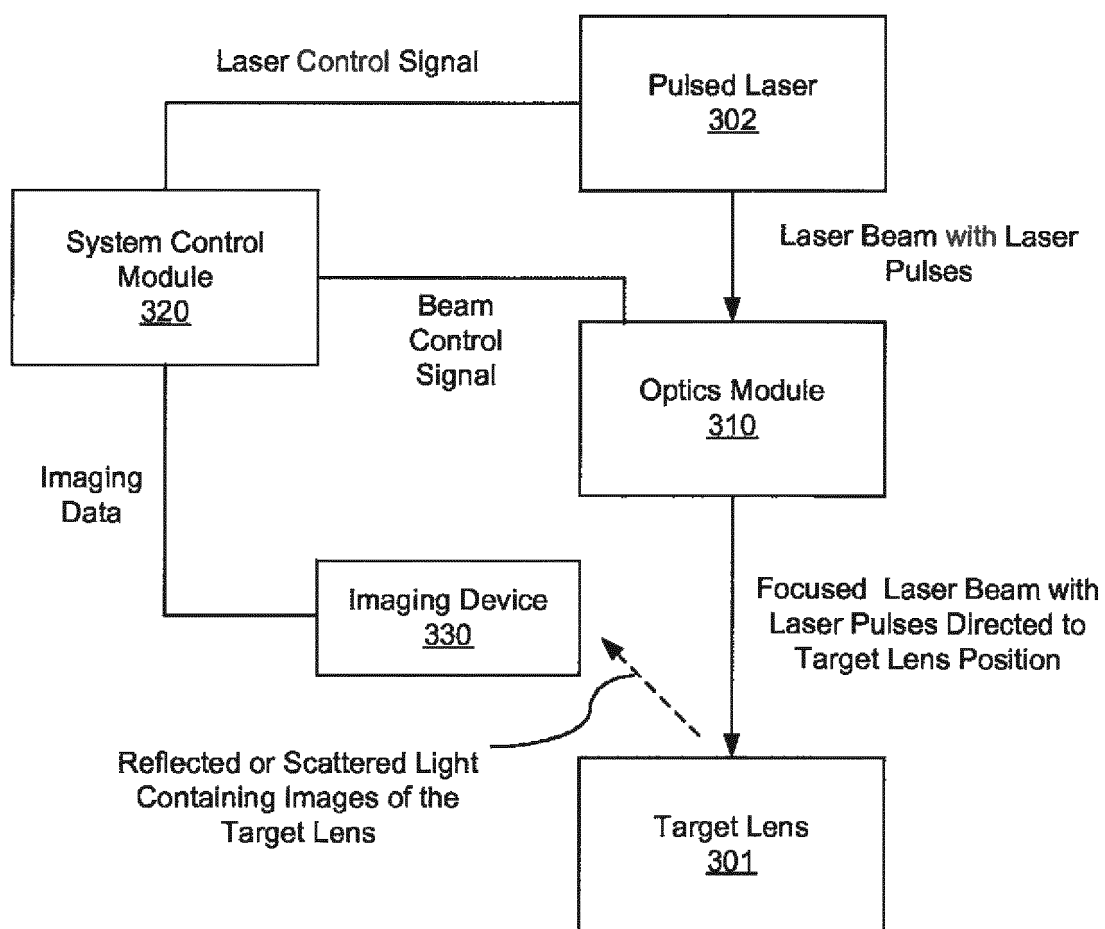 Laser Control Signal
Pulsed Laser
302
System Control
Module
320
Laser Beam with Laser
Pulses
Beam
Control
Signal
Optics Module
310
Imaging
Data
Imaging Device
330
Focused Laser Beam with
Laser Pulses Directed to
Target Lens Position
Reflected or Scattered Light
Containing Images of the
Target Lens
Target Lens
301